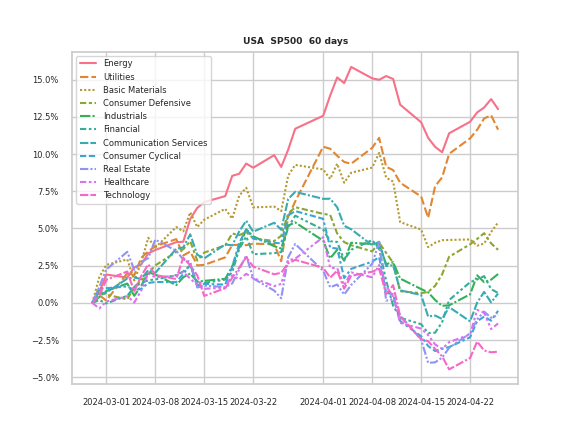 USA  SP500  60 days
Energy
Utilities
Basic Materials
Consumer Defensive
Industrials
Financial
Communication Services
Consumer Cyclical
Real Estate
Healthcare
Technology
15.0%
12.5%
10.0%
7.5%
5.0%
2.5%
0.0%
−2.5%
−5.0%
2024-03-01 2024-03-08 2024-03-15 2024-03-22 2024-04-01 2024-04-08 2024-04-15 2024-04-22